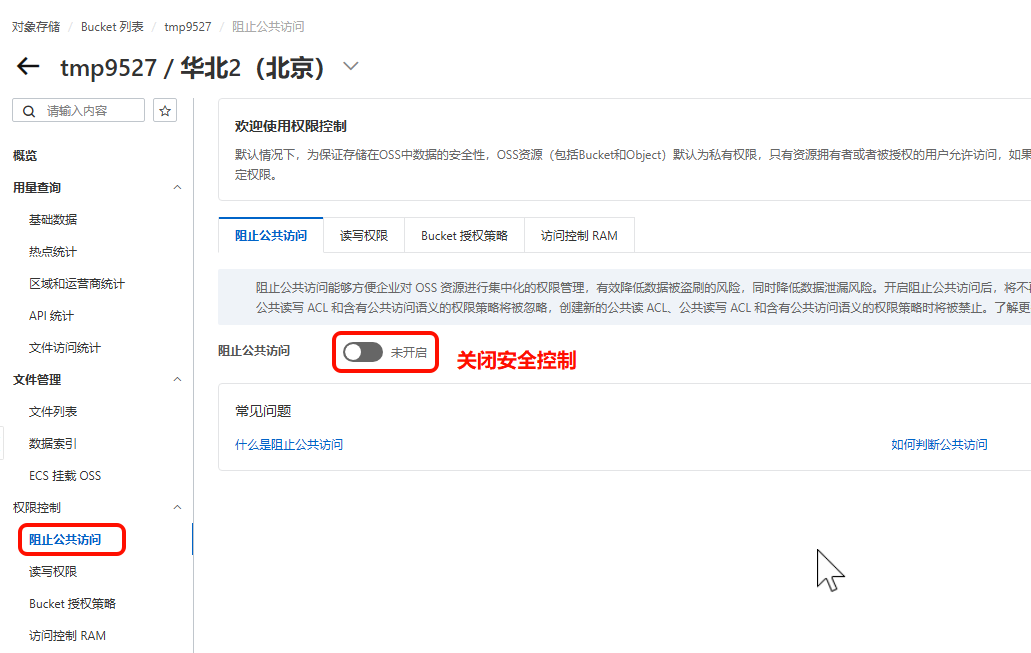 对象存储 / Bucket 列表 / tmp9527 / 阻止公共访问
tmp9527 / 华北2（北京）
请输入内容
概览
用量查询
基础数据
热点统计
区域和运营商统计
API 统计
文件访问统计
文件管理
文件列表
数据索引
ECS 挂载 OSS
权限控制
阻止公共访问
读写权限
Bucket 授权策略
访问控制 RAM
欢迎使用权限控制
默认情况下，为保证存储在OSS中数据的安全性，OSS资源（包括Bucket和Object）默认为私有权限，只有资源拥有者或者被授权的用户允许访问，如果
定权限。
阻止公共访问 读写权限 Bucket 授权策略 访问控制 RAM
阻止公共访问能够方便企业对 OSS 资源进行集中化的权限管理，有效降低数据被盗刷的风险，同时降低数据泄漏风险。开启阻止公共访问后，将不再
公共读写 ACL 和含有公共访问语义的权限策略将被忽略，创建新的公共读 ACL、公共读写 ACL 和含有公共访问语义的权限策略时将被禁止。了解更
阻止公共访问 未开启 关闭安全控制
常见问题
什么是阻止公共访问 如何判断公共访问